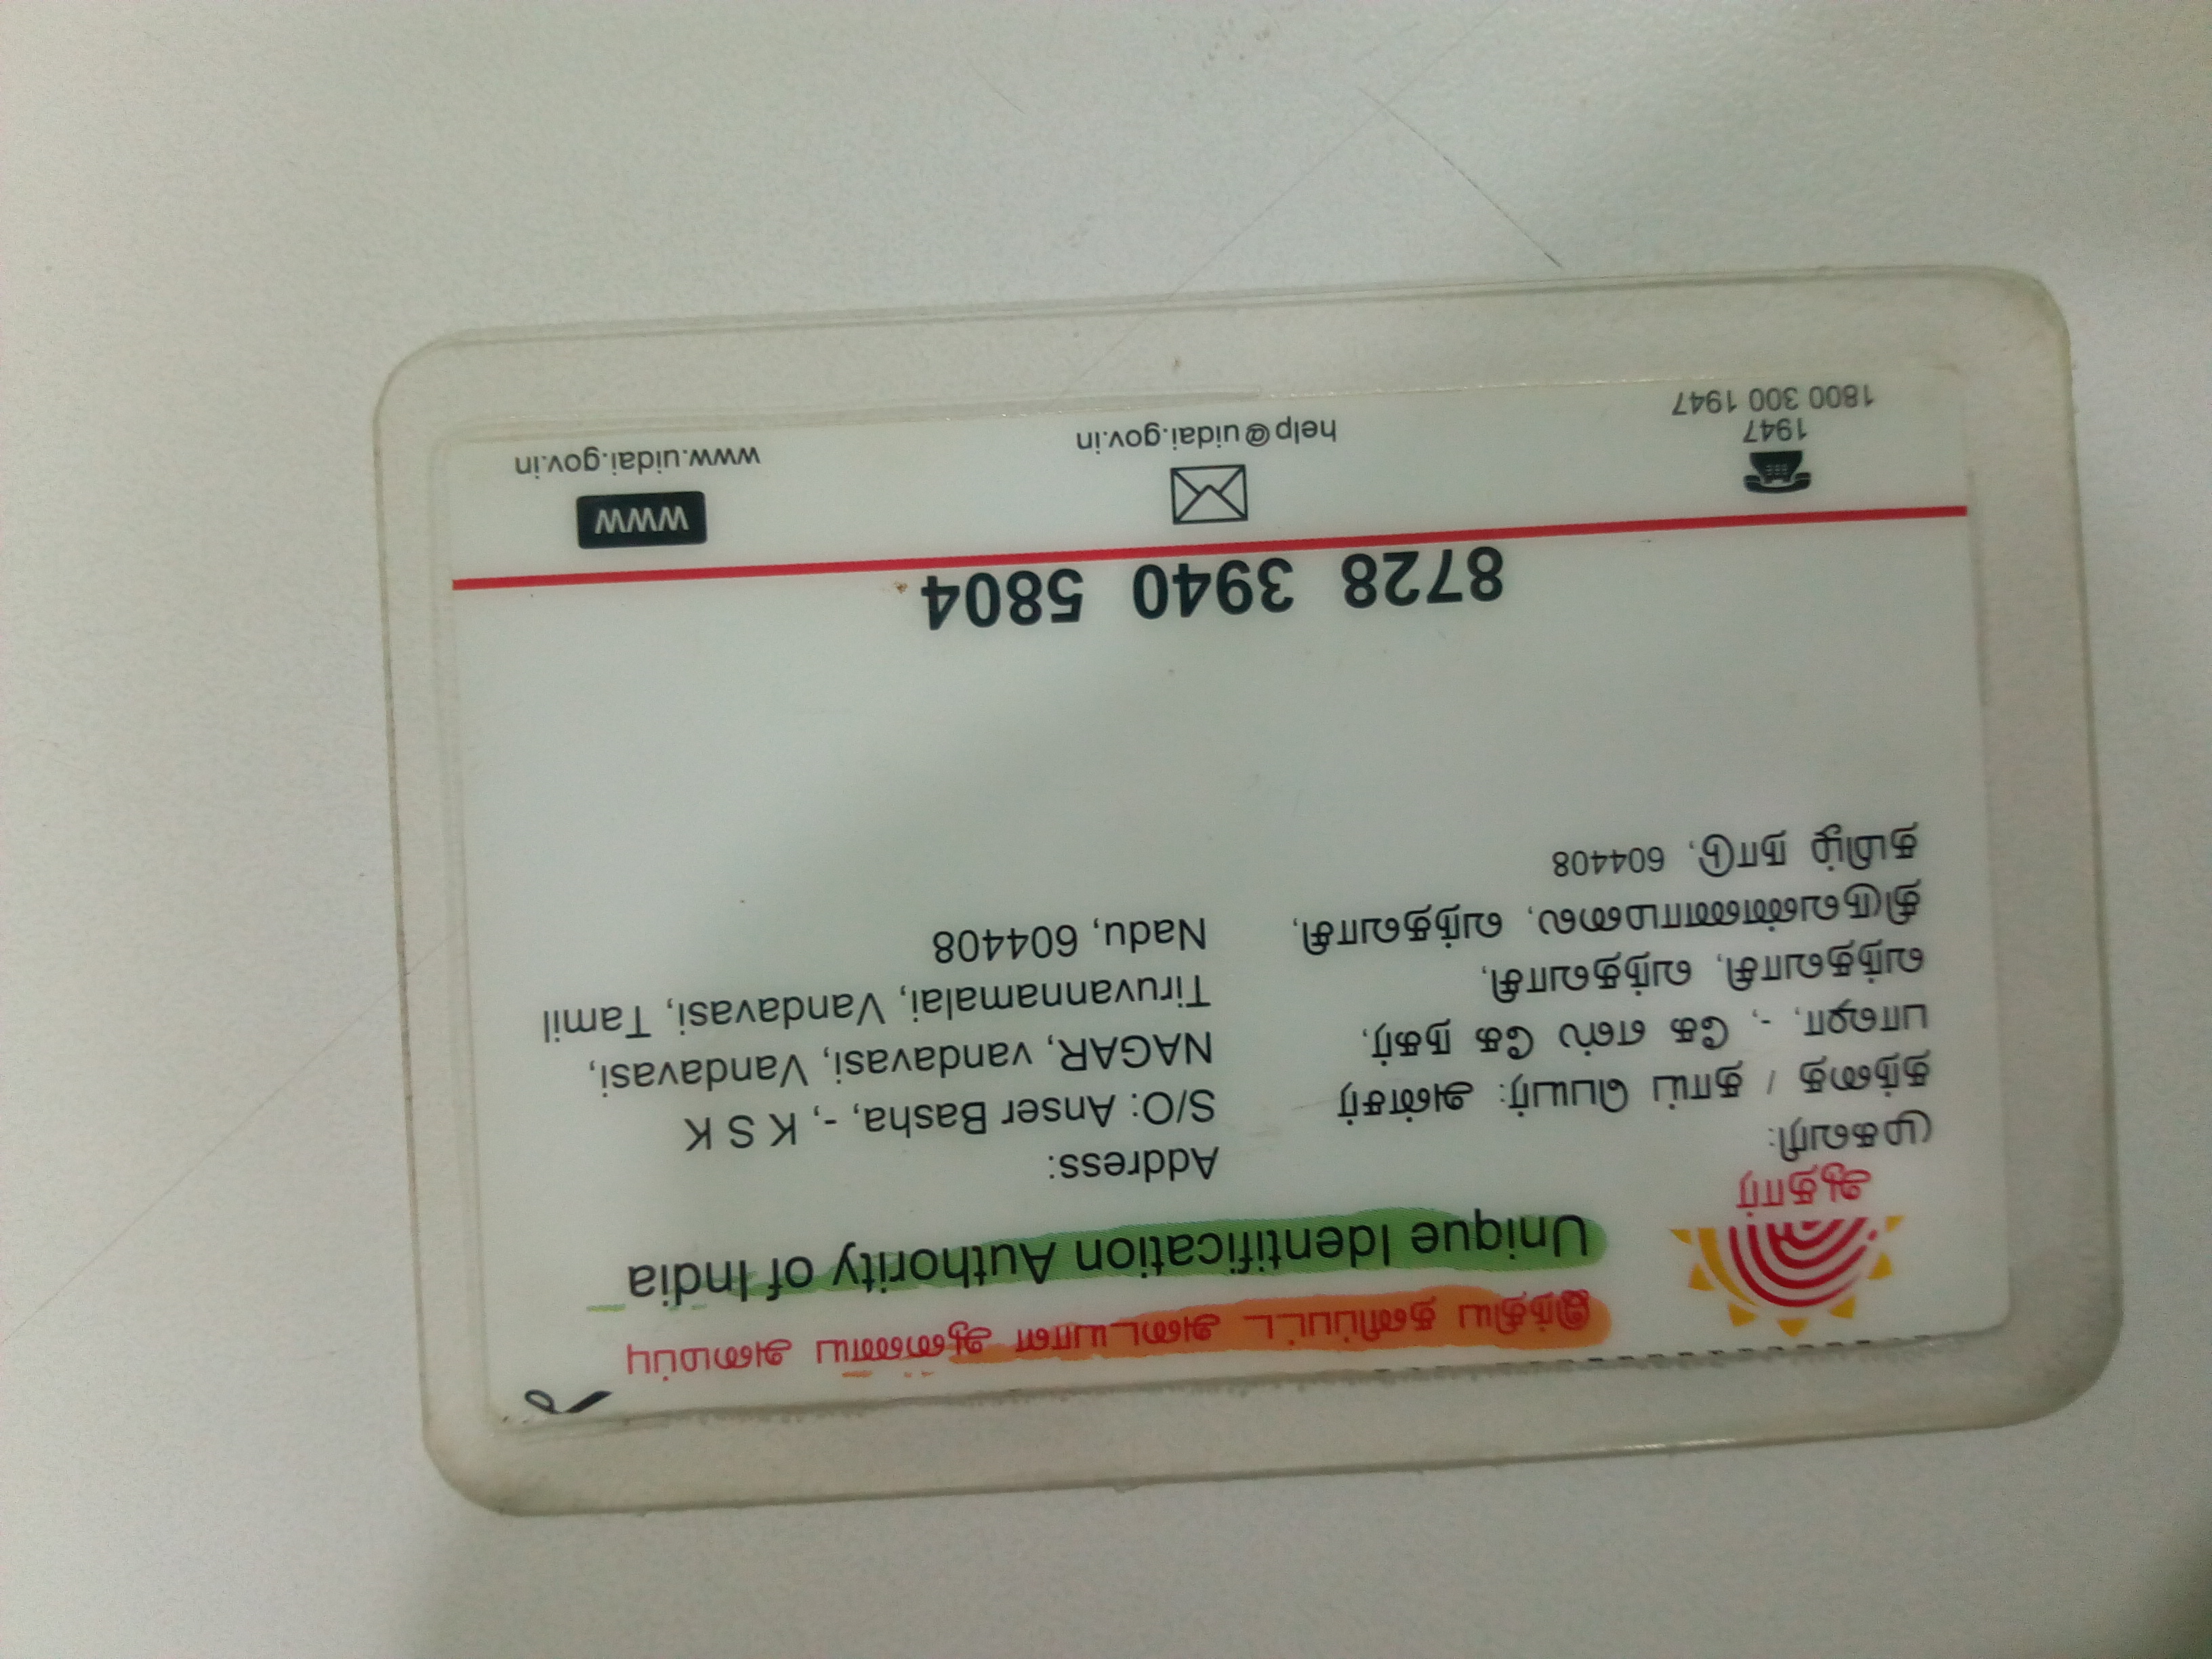 இந்திய தனிப்பட்ட அடையாள ஆணைய அமைப்பு
Unique Identification Authority of India
ஆதார்
முகவரி:
தந்தை / தாய் பெயர்: அன்சர்
பாஷா, -, கே எஸ் கே நகர்,
வந்தவாசி, வந்தவாசி,
திருவண்ணாமலை, வந்தவாசி,
தமிழ் நாடு, 604408
Address:
S/O: Anser Basha, -, K S K
NAGAR, vandavasi, Vandavasi,
Tiruvannamalai, Vandavasi, Tamil
Nadu, 604408
8728 3940 5804
1947
1800 300 1947
help@uidai.gov.in
WWW
www.uidai.gov.in